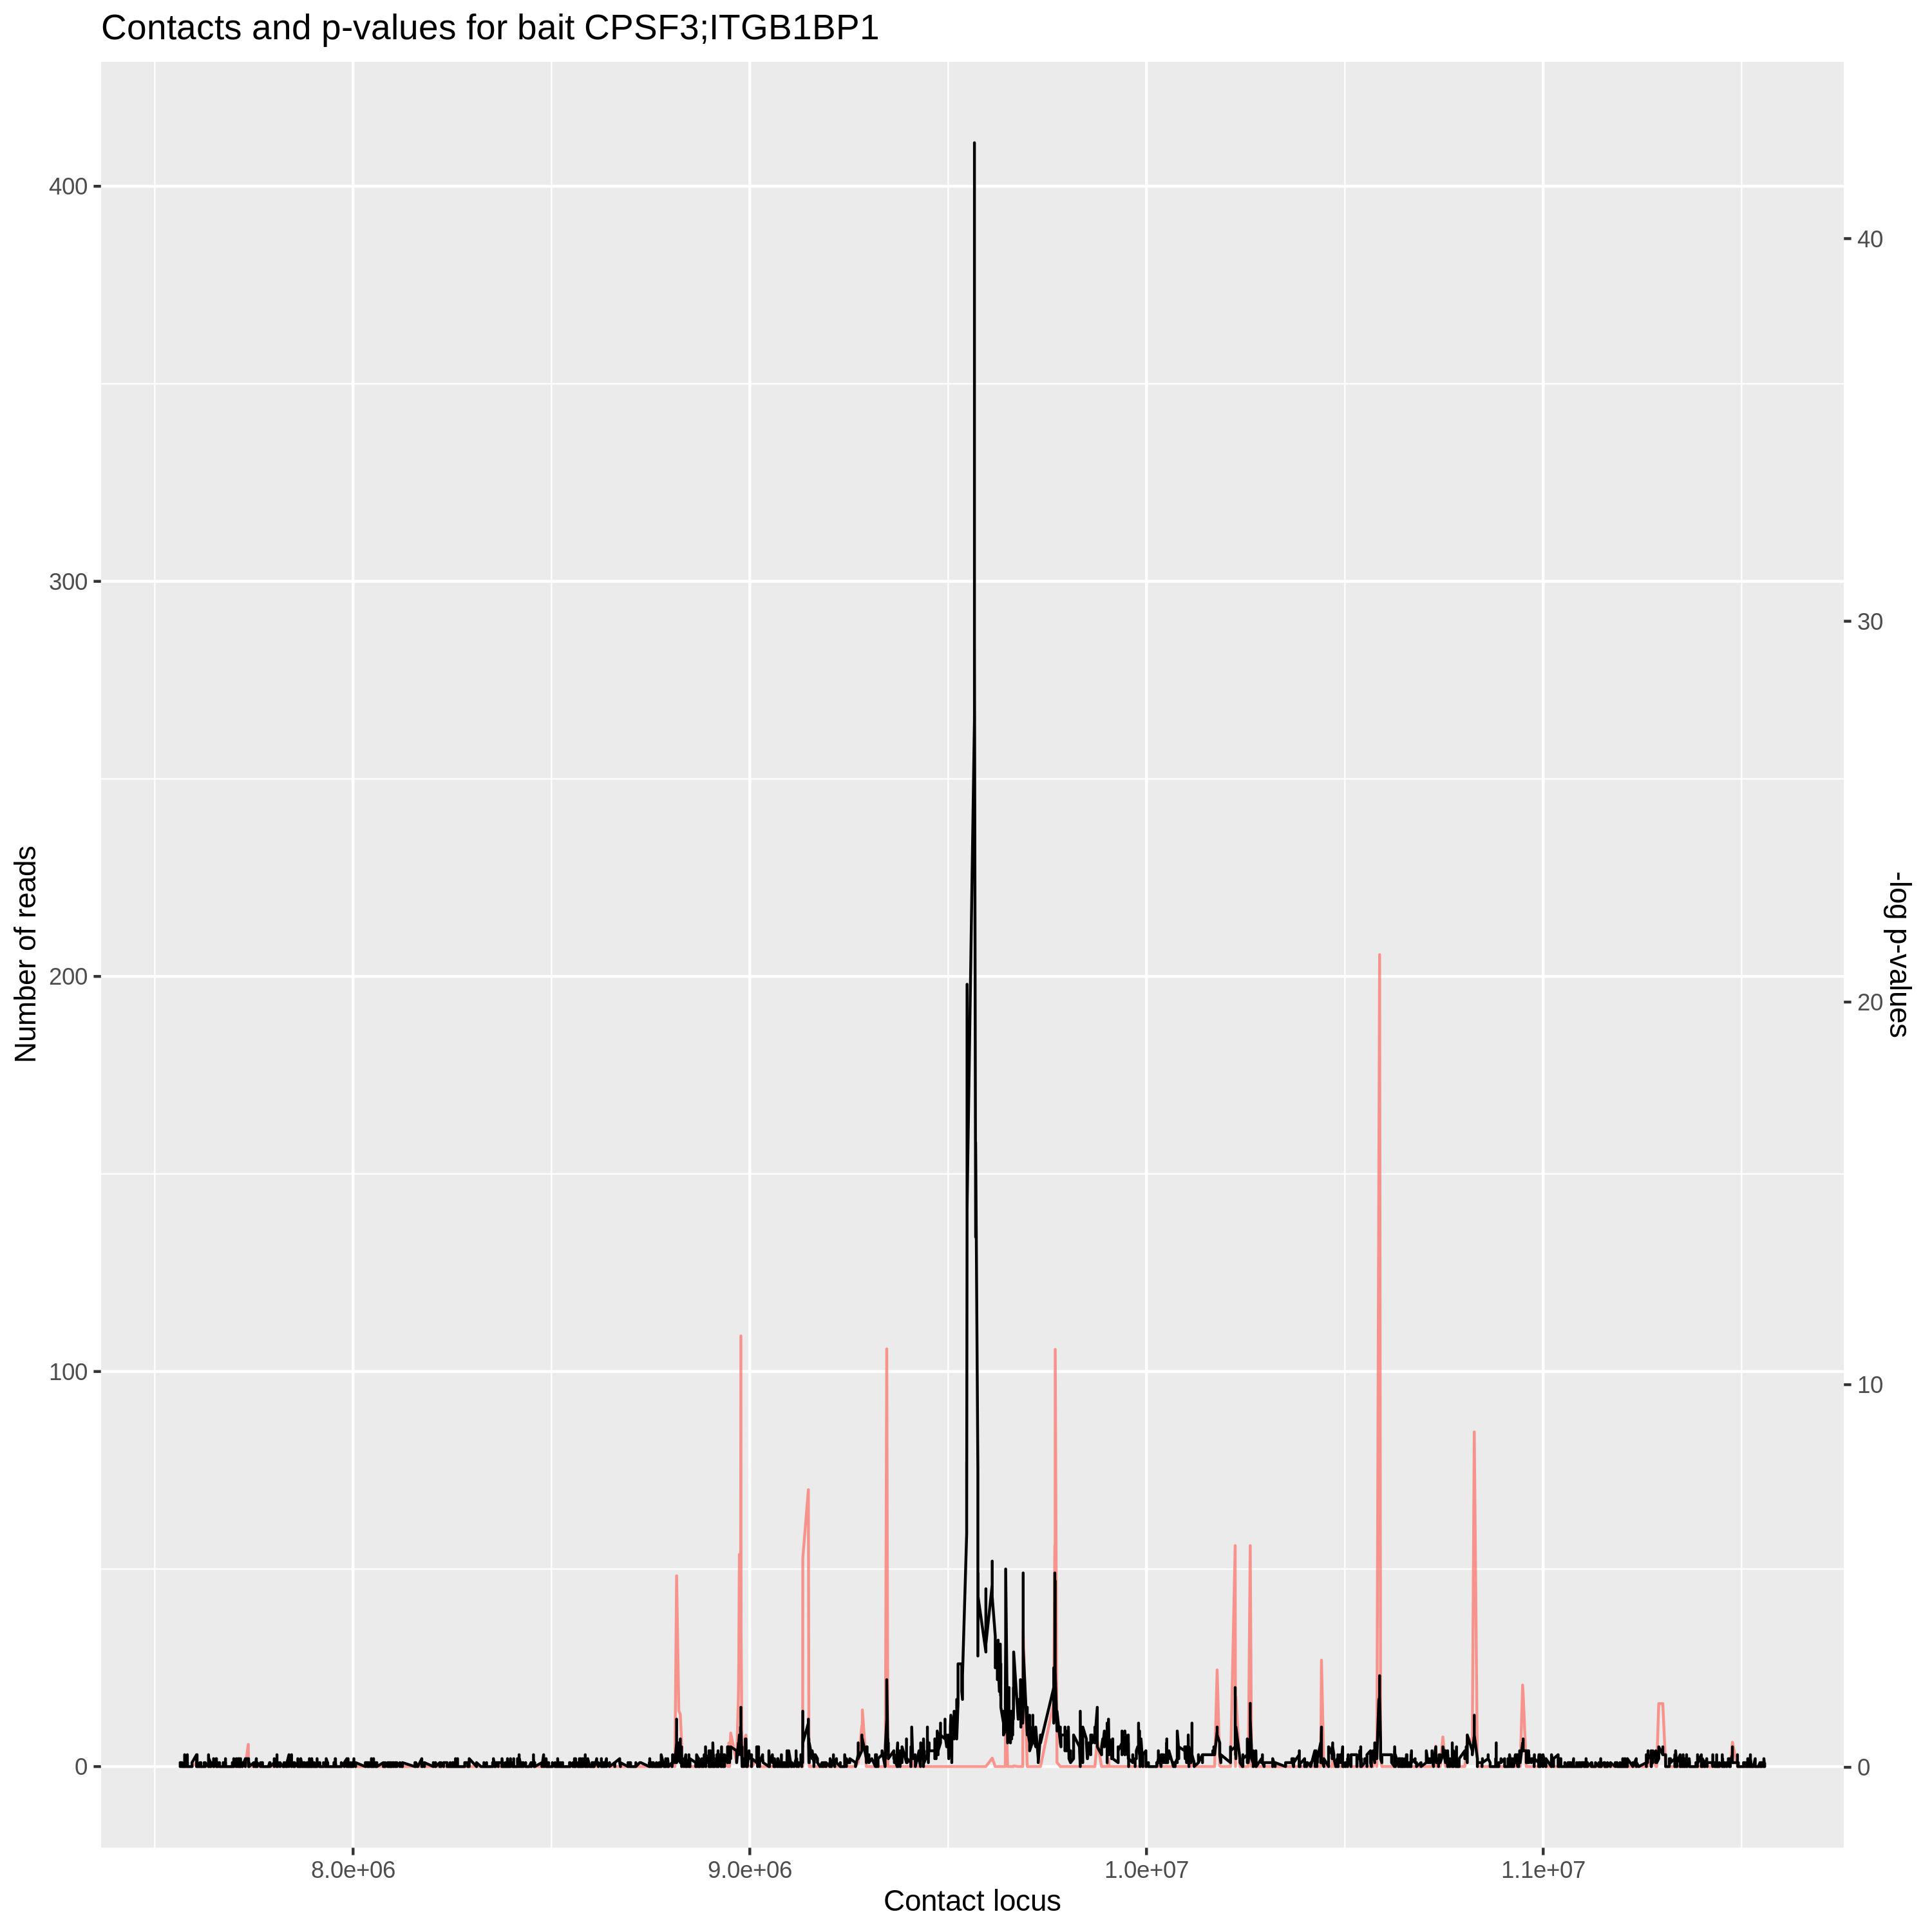 Contacts and p-values for bait CPSF3;ITGB1BP1
400
300
200
100
0
40
30
20
10
0
Number of reads
-log p-values
8.0e+06
9.0e+06
1.0e+07
1.1e+07
Contact locus